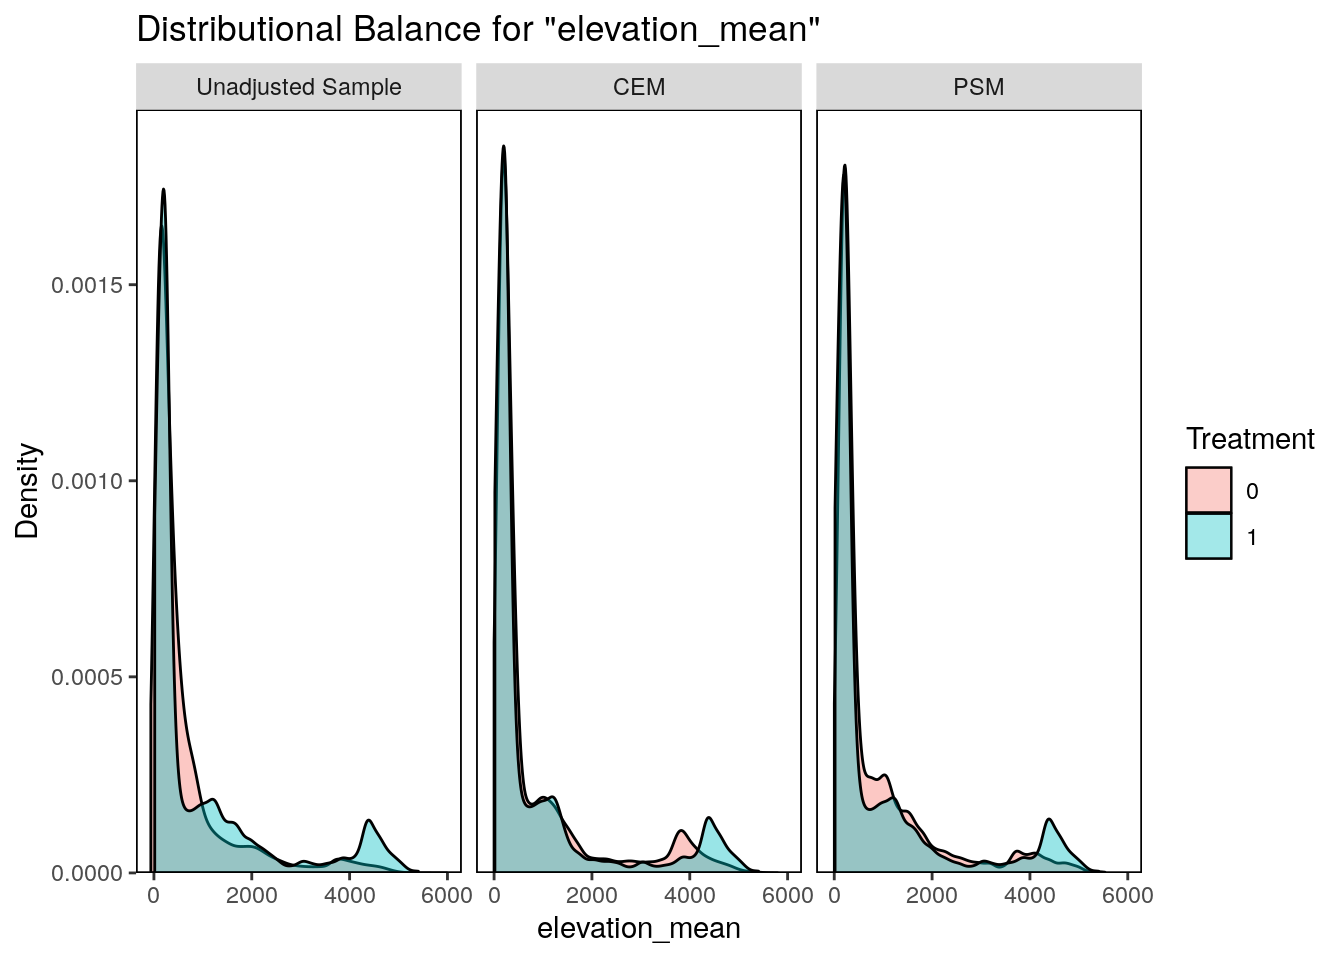 Distributional Balance for "elevation_mean"
Unadjusted Sample
CEM
PSM
Density
0.0015
0.0010
0.0005
0.0000
0 2000 4000 6000
0 2000 4000 6000
0 2000 4000 6000
elevation_mean
Treatment
0
1